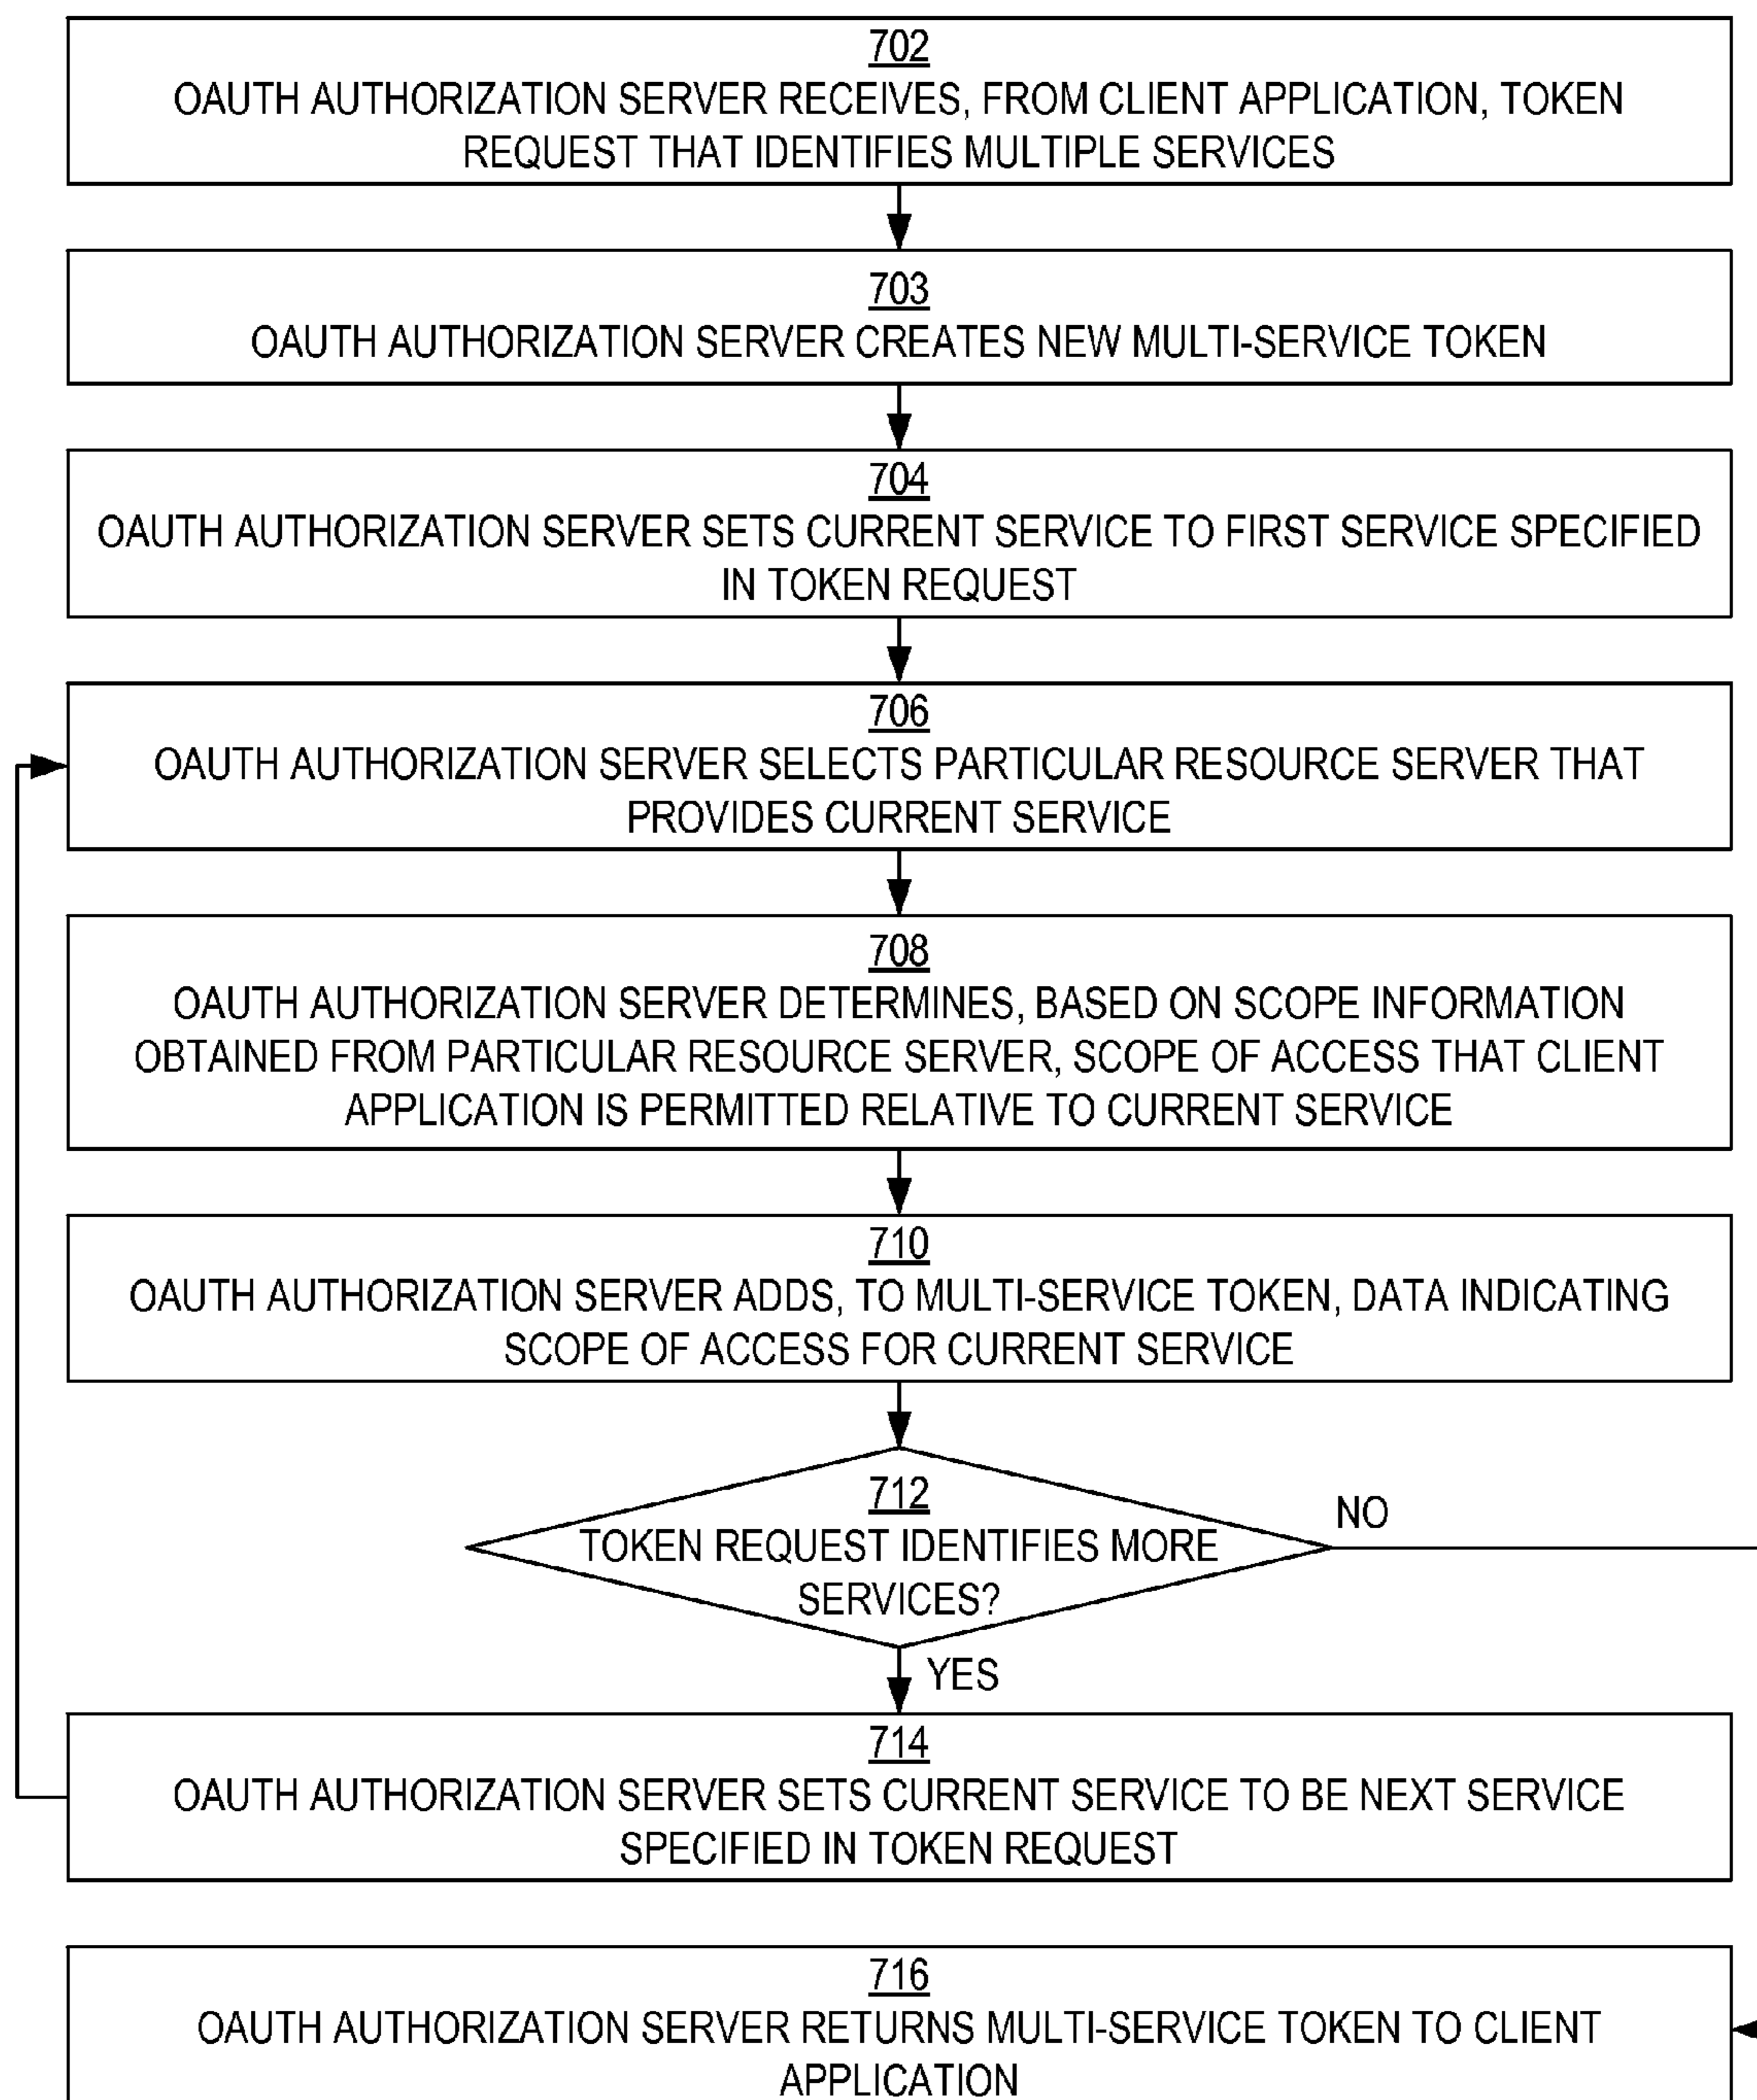 702
OAUTH AUTHORIZATION SERVER RECEIVES, FROM CLIENT APPLICATION, TOKEN
REQUEST THAT IDENTIFIES MULTIPLE SERVICES
703
OAUTH AUTHORIZATION SERVER CREATES NEW MULTI-SERVICE TOKEN
704
OAUTH AUTHORIZATION SERVER SETS CURRENT SERVICE TO FIRST SERVICE SPECIFIED
IN TOKEN REQUEST
706
OAUTH AUTHORIZATION SERVER SELECTS PARTICULAR RESOURCE SERVER THAT
PROVIDES CURRENT SERVICE
708
OAUTH AUTHORIZATION SERVER DETERMINES, BASED ON SCOPE INFORMATION
OBTAINED FROM PARTICULAR RESOURCE SERVER, SCOPE OF ACCESS THAT CLIENT
APPLICATION IS PERMITTED RELATIVE TO CURRENT SERVICE
710
OAUTH AUTHORIZATION SERVER ADDS, TO MULTI-SERVICE TOKEN, DATA INDICATING
SCOPE OF ACCESS FOR CURRENT SERVICE
712
TOKEN REQUEST IDENTIFIES MORE
SERVICES?
NO
YES
714
OAUTH AUTHORIZATION SERVER SETS CURRENT SERVICE TO BE NEXT SERVICE
SPECIFIED IN TOKEN REQUEST
716
OAUTH AUTHORIZATION SERVER RETURNS MULTI-SERVICE TOKEN TO CLIENT
APPLICATION